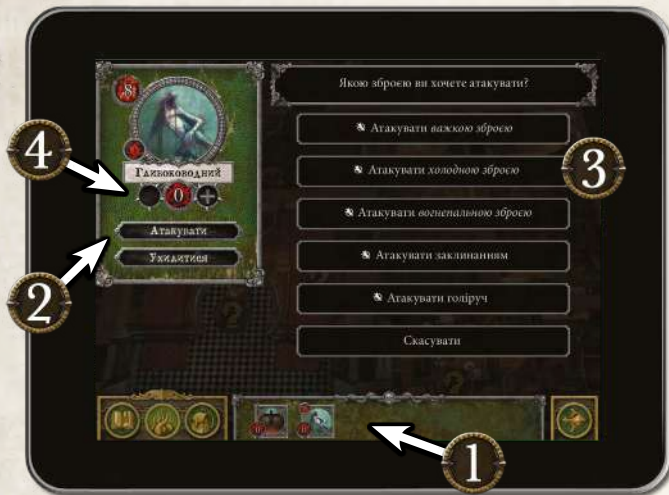 8
Глибоководний
0
Атакувати
Ухилитися
Якою зброєю ви хочете атакувати?
Атакувати важкою зброєю
Атакувати холодною зброєю
Атакувати вогнепальною зброєю
Атакувати заклинанням
Атакувати голіруч
Скасувати
4
2
3
1